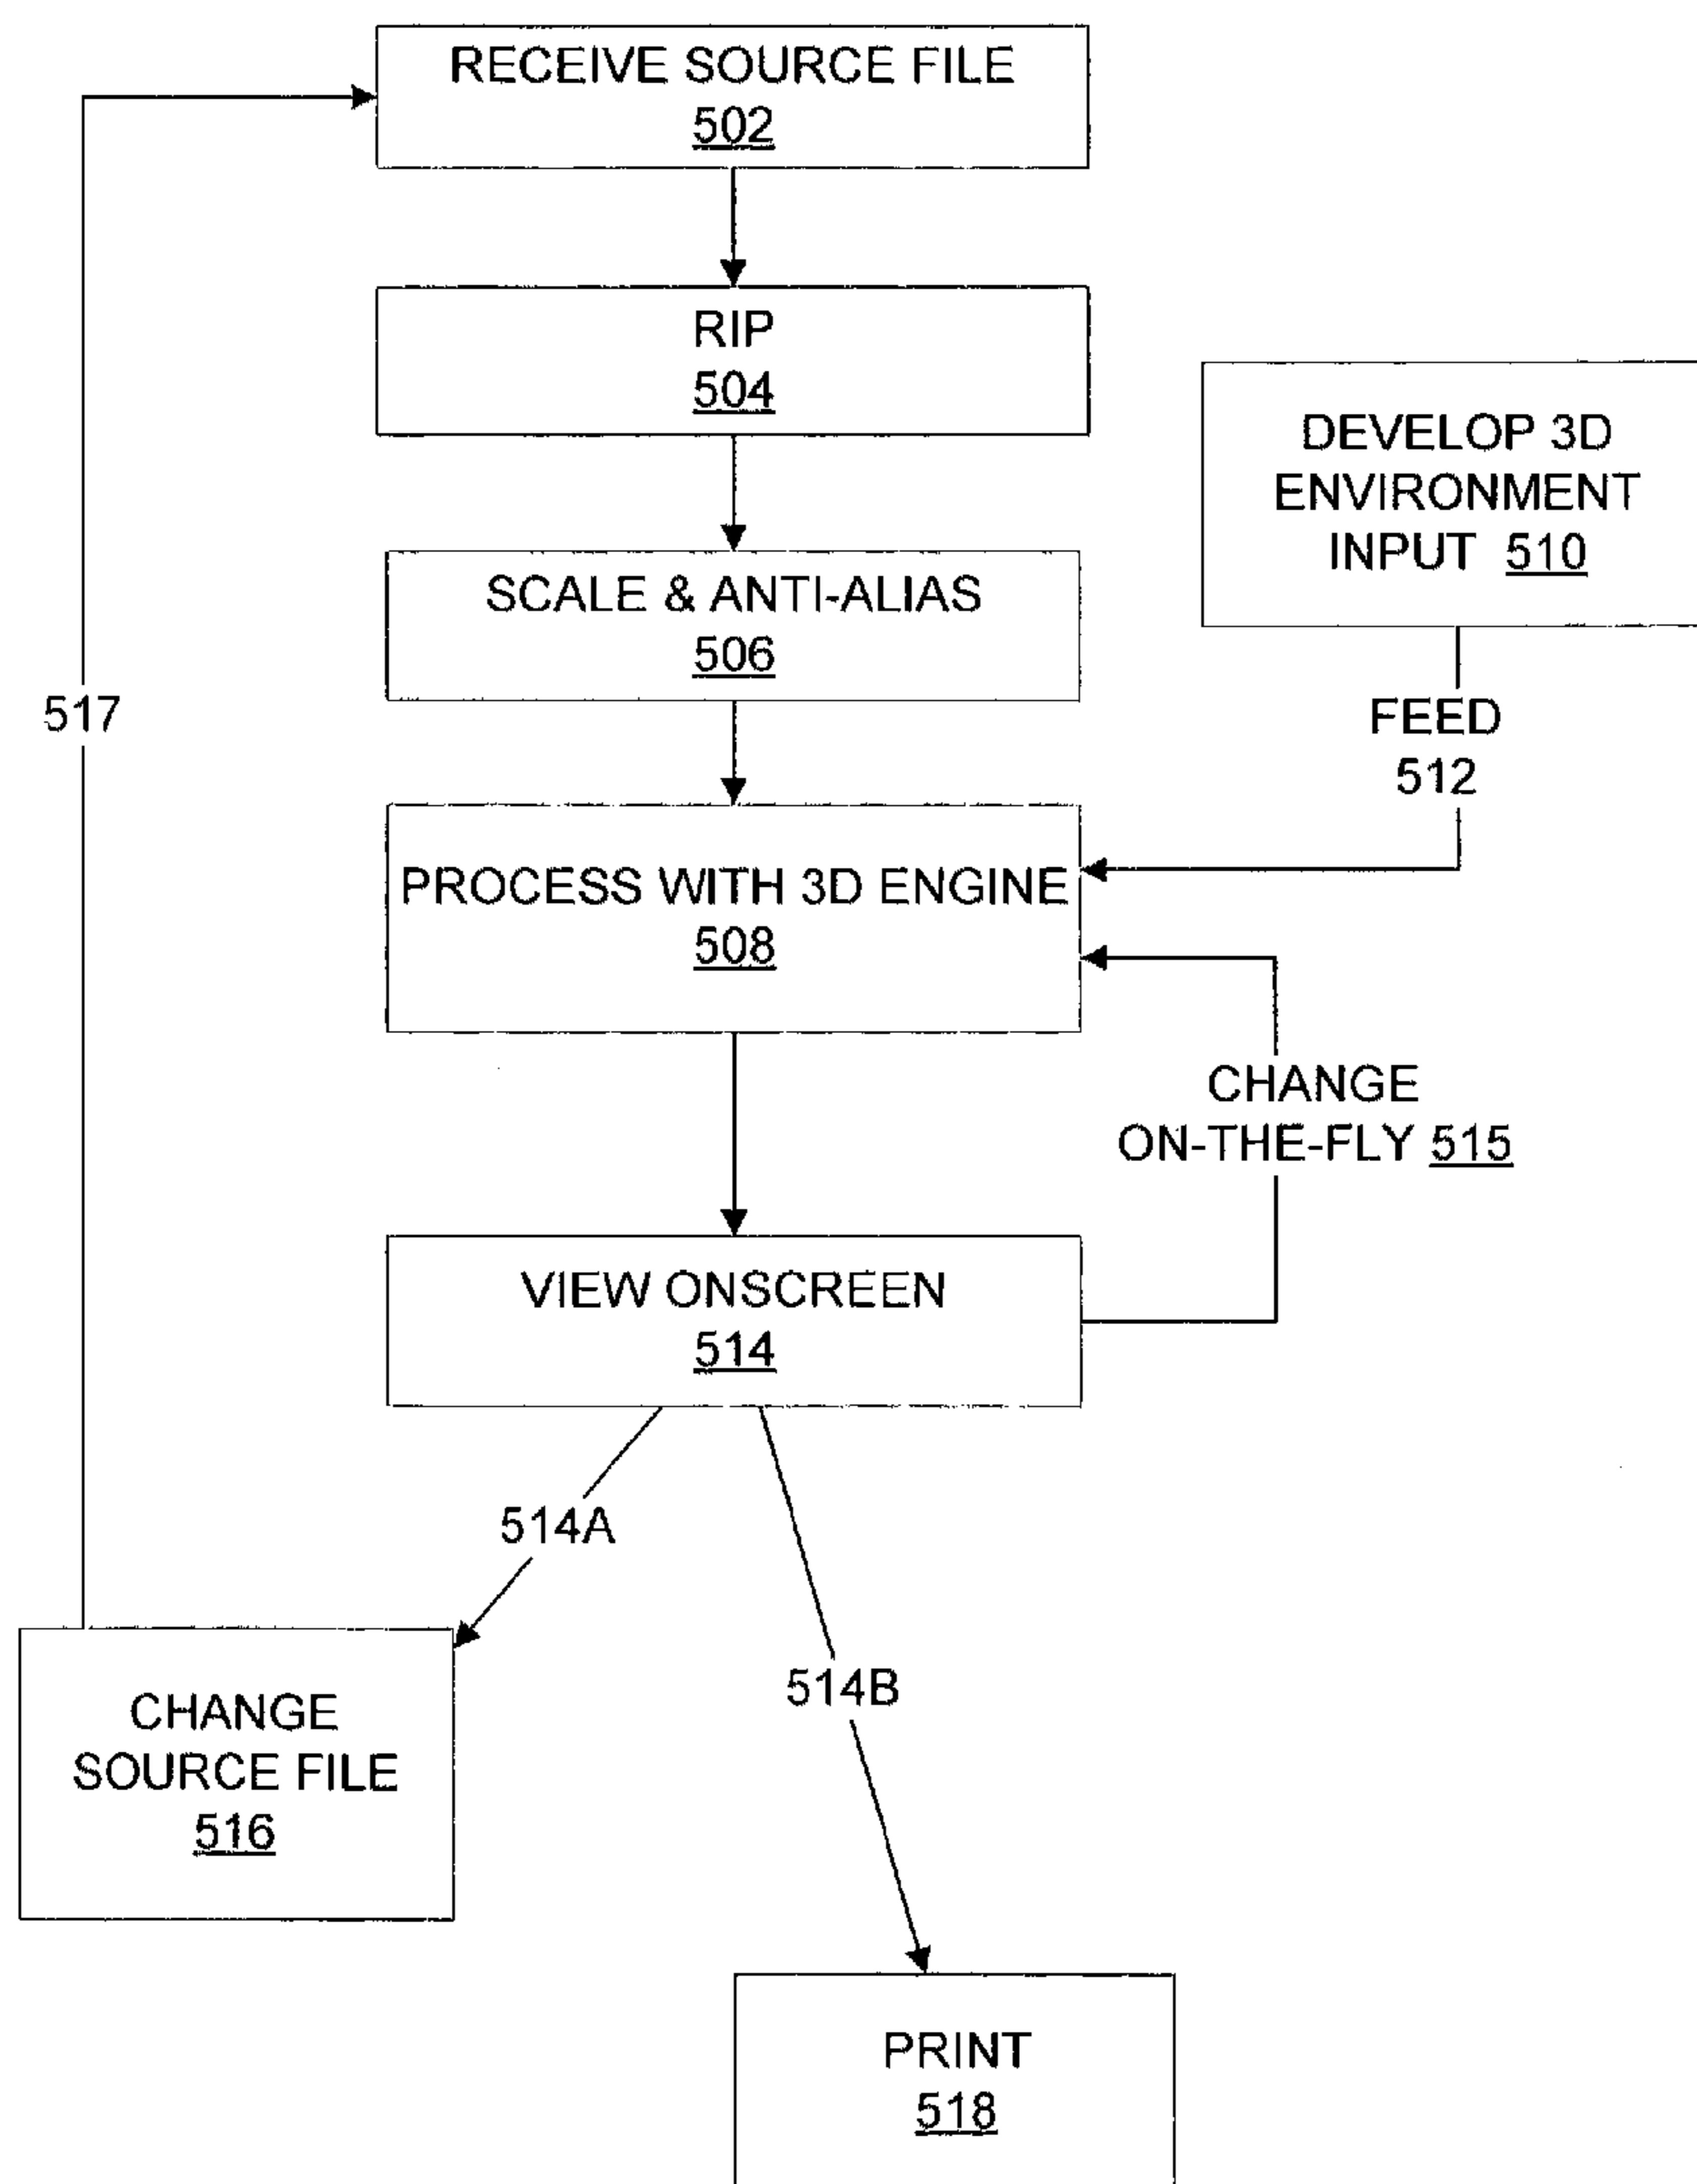 RECEIVE SOURCE FILE
502
RIP
504
DEVELOP 3D
ENVIRONMENT
INPUT 510
SCALE & ANTI-ALIAS
506
517
FEED
512
PROCESS WITH 3D ENGINE
508
CHANGE
ON-THE-FLY 515
VIEW ONSCREEN
514
514A
514B
CHANGE
SOURCE FILE
516
PRINT
518